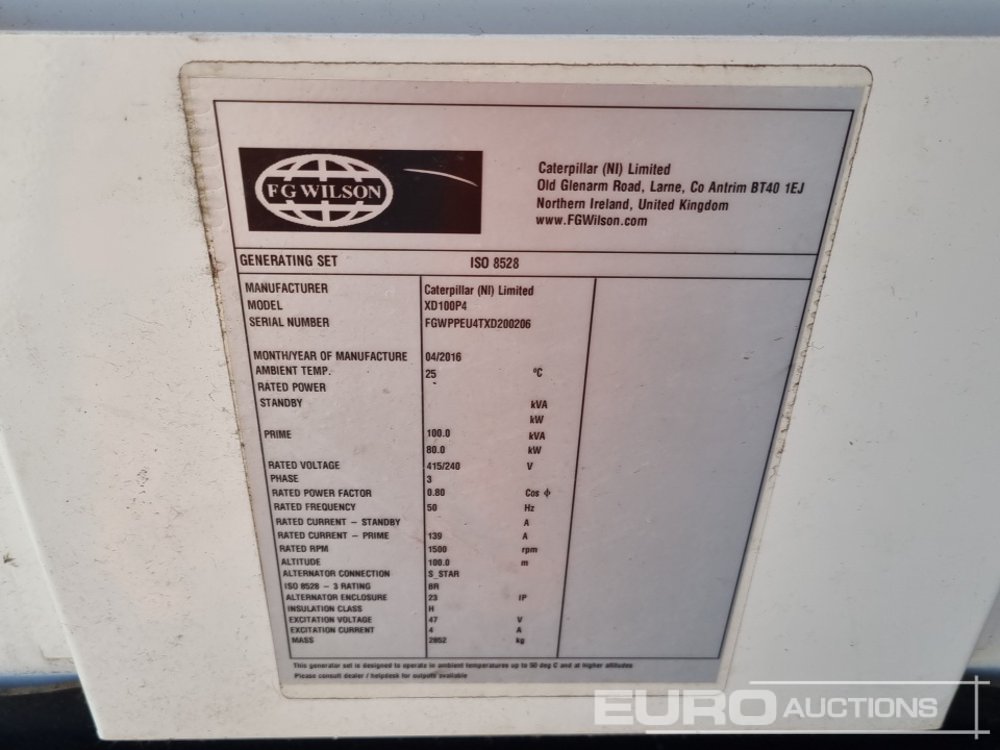 FG WILSON
Caterpillar (NI) Limited
Old Glenarm Road, Larne, Co Antrim BT40 1EJ
Northern Ireland, United Kingdom
www.FGWilson.com
GENERATING SET ISO 8528
MANUFACTURER Caterpillar (NI) Limited
MODEL XD100P4
SERIAL NUMBER FGWPPEU4TXD200206
MONTH/YEAR OF MANUFACTURE 04/2016
AMBIENT TEMP. 25 ºC
RATED POWER -
STANDBY kVA
kW
PRIME 100.0 kVA
80.0 kW
RATED VOLTAGE 415/240 V
PHASE 3
RATED POWER FACTOR 0.80 Cos ϕ
RATED FREQUENCY 50 Hz
RATED CURRENT – STANDBY A
RATED CURRENT – PRIME 139 A
RATED RPM 1500 rpm
ALTITUDE 100.0 m
ALTERNATOR CONNECTION S_STAR
ISO 8528 – 3 RATING BR
ALTERNATOR ENCLOSURE 23 IP
INSULATION CLASS H
EXCITATION VOLTAGE 47 V
EXCITATION CURRENT 4 A
MASS 2852 kg
This generator set is designed to operate in ambient temperatures up to 50 deg C and at higher altitudes
Please consult dealer / helpdesk for outputs available
EURO AUCTIONS